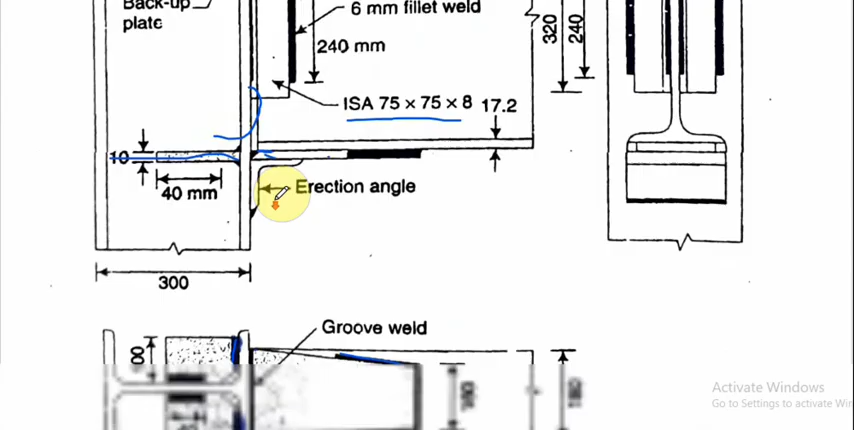 Back-up
plate
6 mm fillet weld
240 mm
320
240
ISA 75 × 75 × 8
17.2
10
40 mm
Erection angle
300
Groove weld
Activate Windows
Go to Settings to activate Win